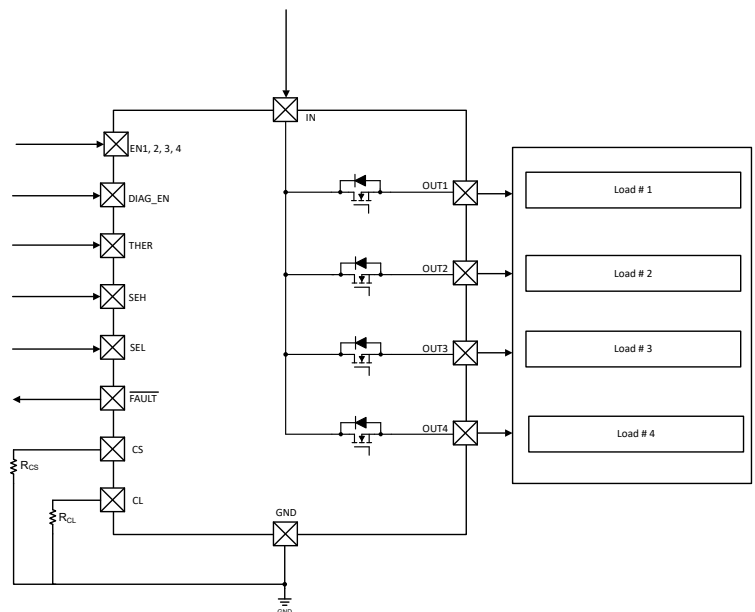 IN
EN1, 2, 3, 4
DIAG_EN
THER
SEH
SEL
FAULT
CS
CL
RCS
RCL
OUT1
OUT2
OUT3
OUT4
Load # 1
Load # 2
Load # 3
Load # 4
GND
GND